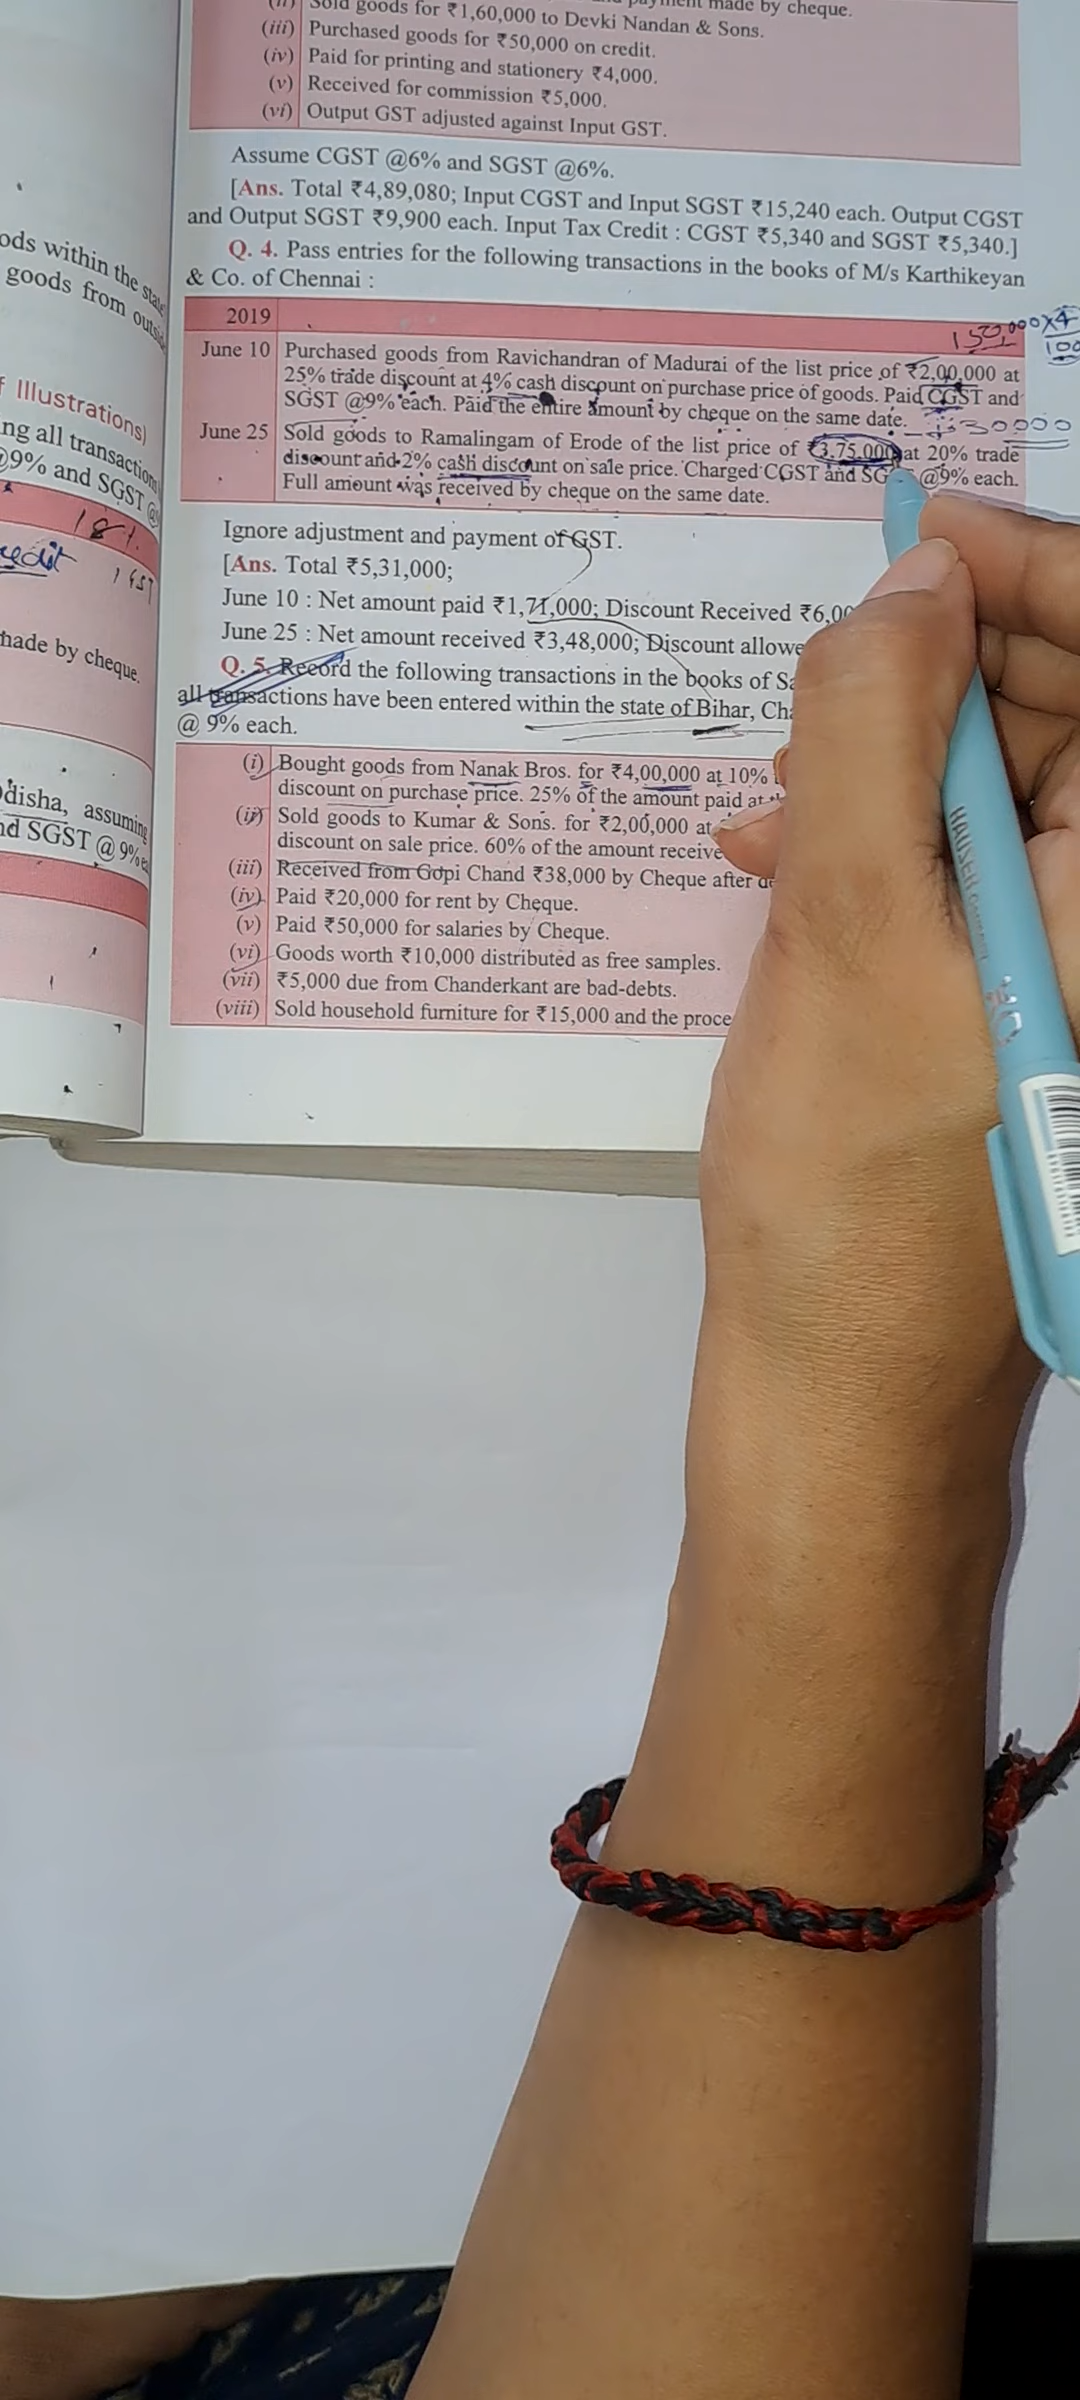 Sold goods for ₹1,60,000 to Devki Nandan & Sons.
(iii) Purchased goods for ₹50,000 on credit.
(iv) Paid for printing and stationery ₹4,000.
(v) Received for commission ₹5,000.
(vi) Output GST adjusted against Input GST.
Assume CGST @6% and SGST @6%.
[Ans. Total ₹4,89,080; Input CGST and Input SGST ₹15,240 each. Output CGST
and Output SGST ₹9,900 each. Input Tax Credit : CGST ₹5,340 and SGST ₹5,340.]
Q. 4. Pass entries for the following transactions in the books of M/s Karthikeyan
& Co. of Chennai :
2019
June 10 Purchased goods from Ravichandran of Madurai of the list price of ₹2,00,000 at
25% trade discount at 4% cash discount on purchase price of goods. Paid CGST and
SGST @9% each. Paid the entire amount by cheque on the same date.
June 25 Sold goods to Ramalingam of Erode of the list price of ₹3,75,000 at 20% trade
discount and 2% cash discount on sale price. Charged CGST and @9% each.
Full amount was received by cheque on the same date.
Ignore adjustment and payment of GST.
[Ans. Total ₹5,31,000;
June 10 : Net amount paid ₹1,71,000; Discount Received
June 25 : Net amount received ₹3,48,000; Discount
Q. 5. Record the following transactions in the books of
all transactions have been entered within the state of Bihar,
@ 9% each.
(i) Bought goods from Nanak Bros. for ₹4,00,000 at 10%
discount on purchase price. 25% of the amount paid at
(ii) Sold goods to Kumar & Sons. for ₹2,00,000 at
discount on sale price. 60% of the amount
(iii) Received from Gopi Chand ₹38,000 by Cheque after
(iv) Paid ₹20,000 for rent by Cheque.
(v) Paid ₹50,000 for salaries by Cheque.
(vi) Goods worth ₹10,000 distributed as free samples.
(vii) ₹5,000 due from Chanderkant are bad-debts.
(viii) Sold household furniture for ₹15,000 and the
ods within the
goods from
Illustrations)
ng all
@9% and SGST
IGST
made by cheque.
disha, assuming
SGST @ 9%
30000
HAUSER
XO